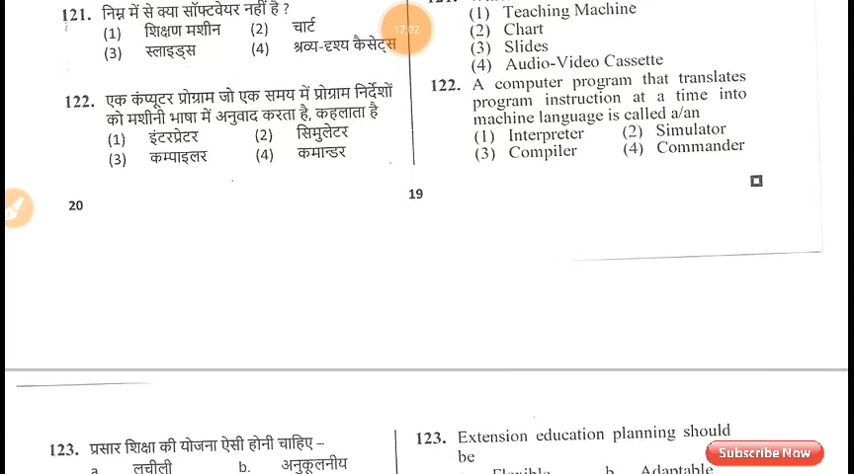 121. निम्न में से क्या सॉफ्टवेयर नहीं है ?
(1) शिक्षण मशीन (2) चार्ट
(3) स्लाइड्स (4) श्रव्य-दृश्य कैसेट्स
122. एक कंप्यूटर प्रोग्राम जो एक समय में प्रोग्राम निर्देशों
को मशीनी भाषा में अनुवाद करता है, कहलाता है
(1) इंटरप्रेटर (2) सिमुलेटर
(3) कम्पाइलर (4) कमान्डर
20
17:02
(1) Teaching Machine
(2) Chart
(3) Slides
(4) Audio-Video Cassette
122. A computer program that translates
program instruction at a time into
machine language is called a/an
(1) Interpreter (2) Simulator
(3) Compiler (4) Commander
19
123. प्रसार शिक्षा की योजना ऐसी होनी चाहिए –
a लचीली b. अनुकूलनीय
123. Extension education planning should
be
Flexible b Adaptable
Subscribe Now